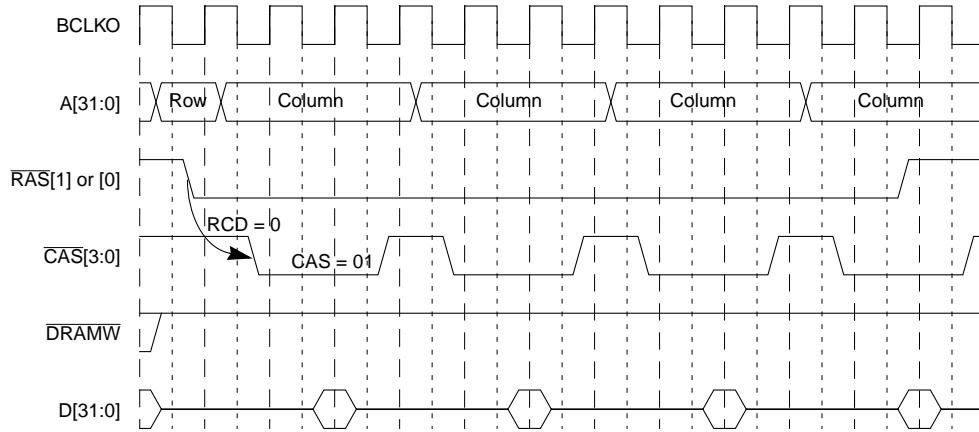 BCLKO
A[31:0]
Row Column Column Column Column
RAS[1] or [0]
RCD = 0
CAS[3:0]
CAS = 01
DRAMW
D[31:0]